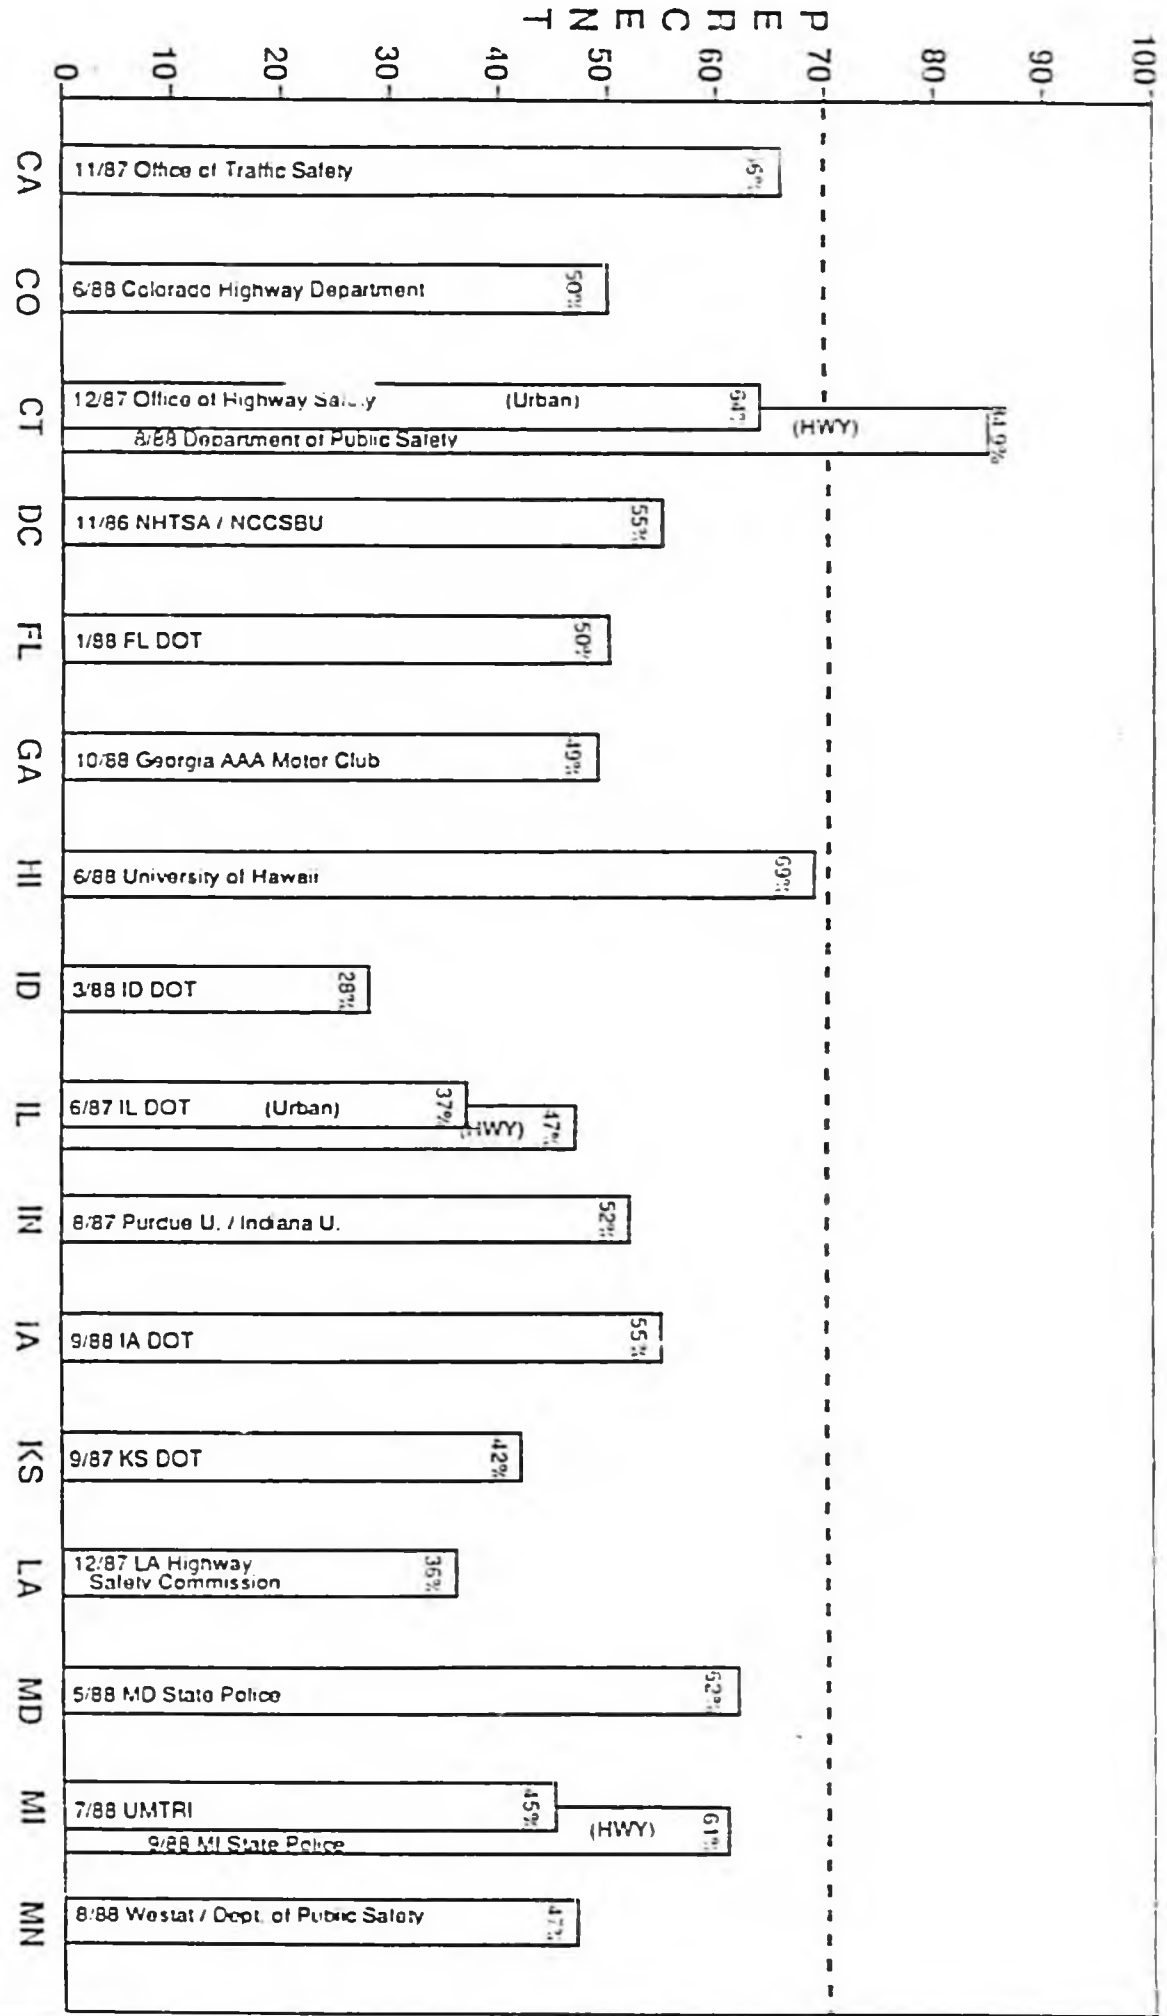 PERCENT
100-
90-
80-
70-
60-
50-
40-
30-
20-
10-
0
CA
11/87 Office of Traffic Safety
CO
6/88 Colorado Highway Department
50%
CT
12/87 Office of Highway Safety (Urban)
64%
8/88 Department of Public Safety
(HWY)
DC
11/86 NHTSA / NCCSBU
55%
FL
1/88 FL DOT
50%
GA
10/88 Georgia AAA Motor Club
49%
HI
6/88 University of Hawaii
69%
ID
3/88 ID DOT
28%
IL
6/87 IL DOT (Urban)
37%
(HWY)
47%
IN
8/87 Purdue U. / Indiana U.
52%
IA
9/88 IA DOT
55%
KS
9/87 KS DOT
42%
LA
12/87 LA Highway
Safety Commission
36%
MD
5/88 MD State Police
62%
MI
7/88 UMTRI
45%
9/88 MI State Police
(HWY)
61%
MN
8/88 Westat / Dept. of Public Safety
47%